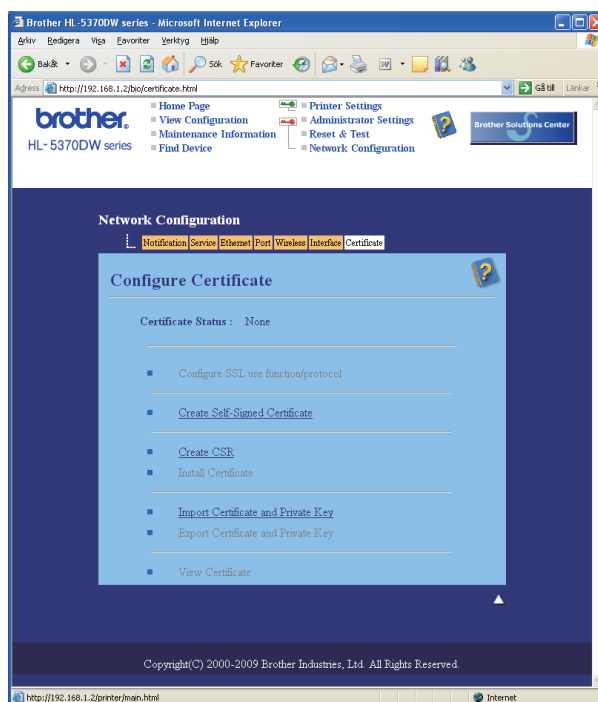 Brother HL-5370DW series - Microsoft Internet Explorer
Arkiv Redigera Visa Favoriter Verktyg Hjälp
Bakåt Sök Favoriter
Adress http://192.168.1.2/bio/certificate.html Gå till Länkar
brother.
HL-5370DW series
Home Page
View Configuration
Maintenance Information
Find Device
Printer Settings
Administrator Settings
Reset & Test
Network Configuration
Brother Solutions Center
Network Configuration
Notification Service Ethernet Port Wireless Interface Certificate
Configure Certificate
Certificate Status : None
Configure SSL use function/protocol
Create Self-Signed Certificate
Create CSR
Install Certificate
Import Certificate and Private Key
Export Certificate and Private Key
View Certificate
Copyright(C) 2000-2009 Brother Industries, Ltd. All Rights Reserved.
http://192.168.1.2/printer/main.html Internet